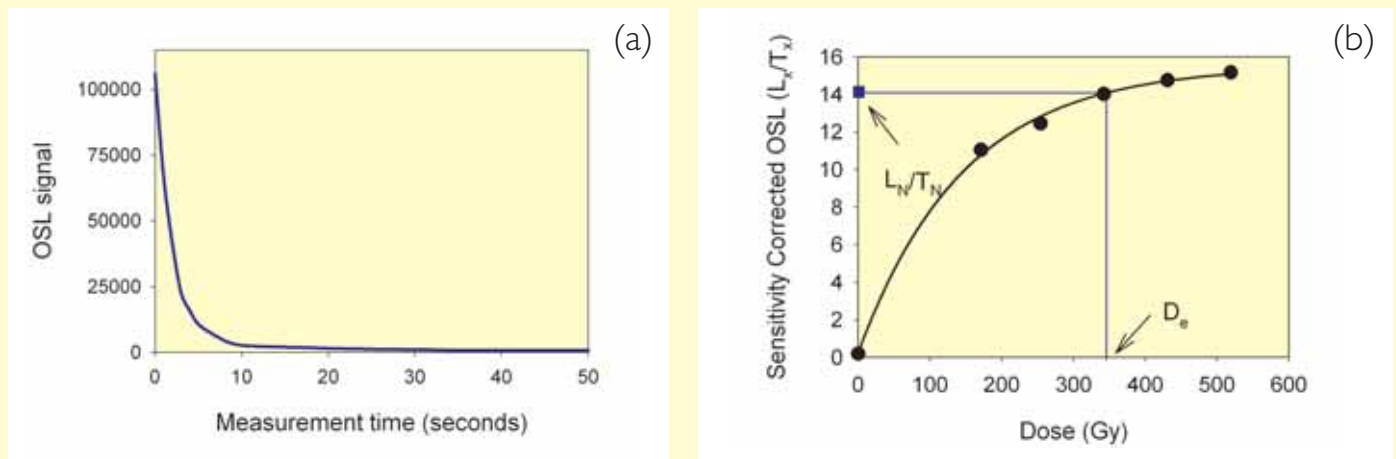 (a)
OSL signal
100000
75000
50000
25000
0
0 10 20 30 40 50
Measurement time (seconds)
(b)
Sensitivity Corrected OSL (Lx/Tx)
16
14
12
10
8
6
4
2
0
LN/TN
De
0 100 200 300 400 500 600
Dose (Gy)